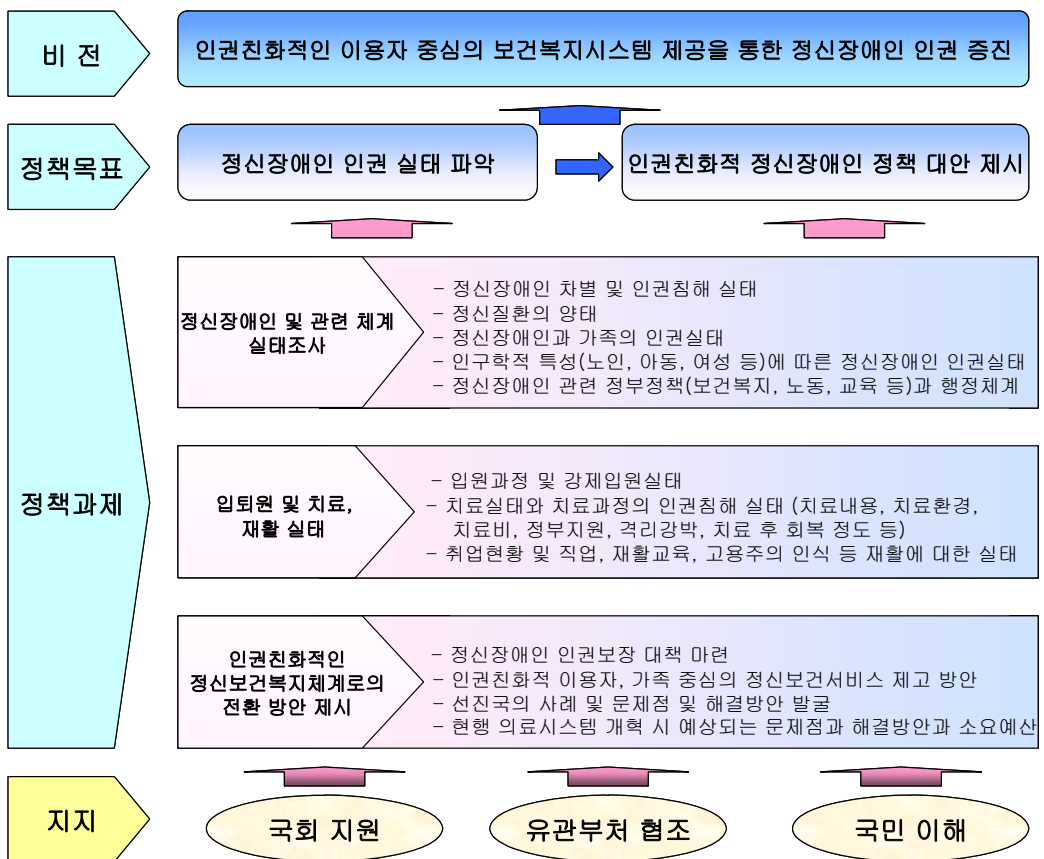 비 전
인권친화적인 이용자 중심의 보건복지시스템 제공을 통한 정신장애인 인권 증진
정책목표
정신장애인 인권 실태 파악
인권친화적 정신장애인 정책 대안 제시
정책과제
정신장애인 및 관련 체계
실태조사
- 정신장애인 차별 및 인권침해 실태
- 정신질환의 양태
- 정신장애인과 가족의 인권실태
- 인구학적 특성(노인, 아동, 여성 등)에 따른 정신장애인 인권실태
- 정신장애인 관련 정부정책(보건복지, 노동, 교육 등)과 행정체계
입퇴원 및 치료,
재활 실태
- 입원과정 및 강제입원실태
- 치료실태와 치료과정의 인권침해 실태 (치료내용, 치료환경,
치료비, 정부지원, 격리강박, 치료 후 회복 정도 등)
- 취업현황 및 직업, 재활교육, 고용주의 인식 등 재활에 대한 실태
인권친화적인
정신보건복지체계로의
전환 방안 제시
- 정신장애인 인권보장 대책 마련
- 인권친화적 이용자, 가족 중심의 정신보건서비스 제고 방안
- 선진국의 사례 및 문제점 및 해결방안 발굴
- 현행 의료시스템 개혁 시 예상되는 문제점과 해결방안과 소요예산
지지
국회 지원
유관부처 협조
국민 이해